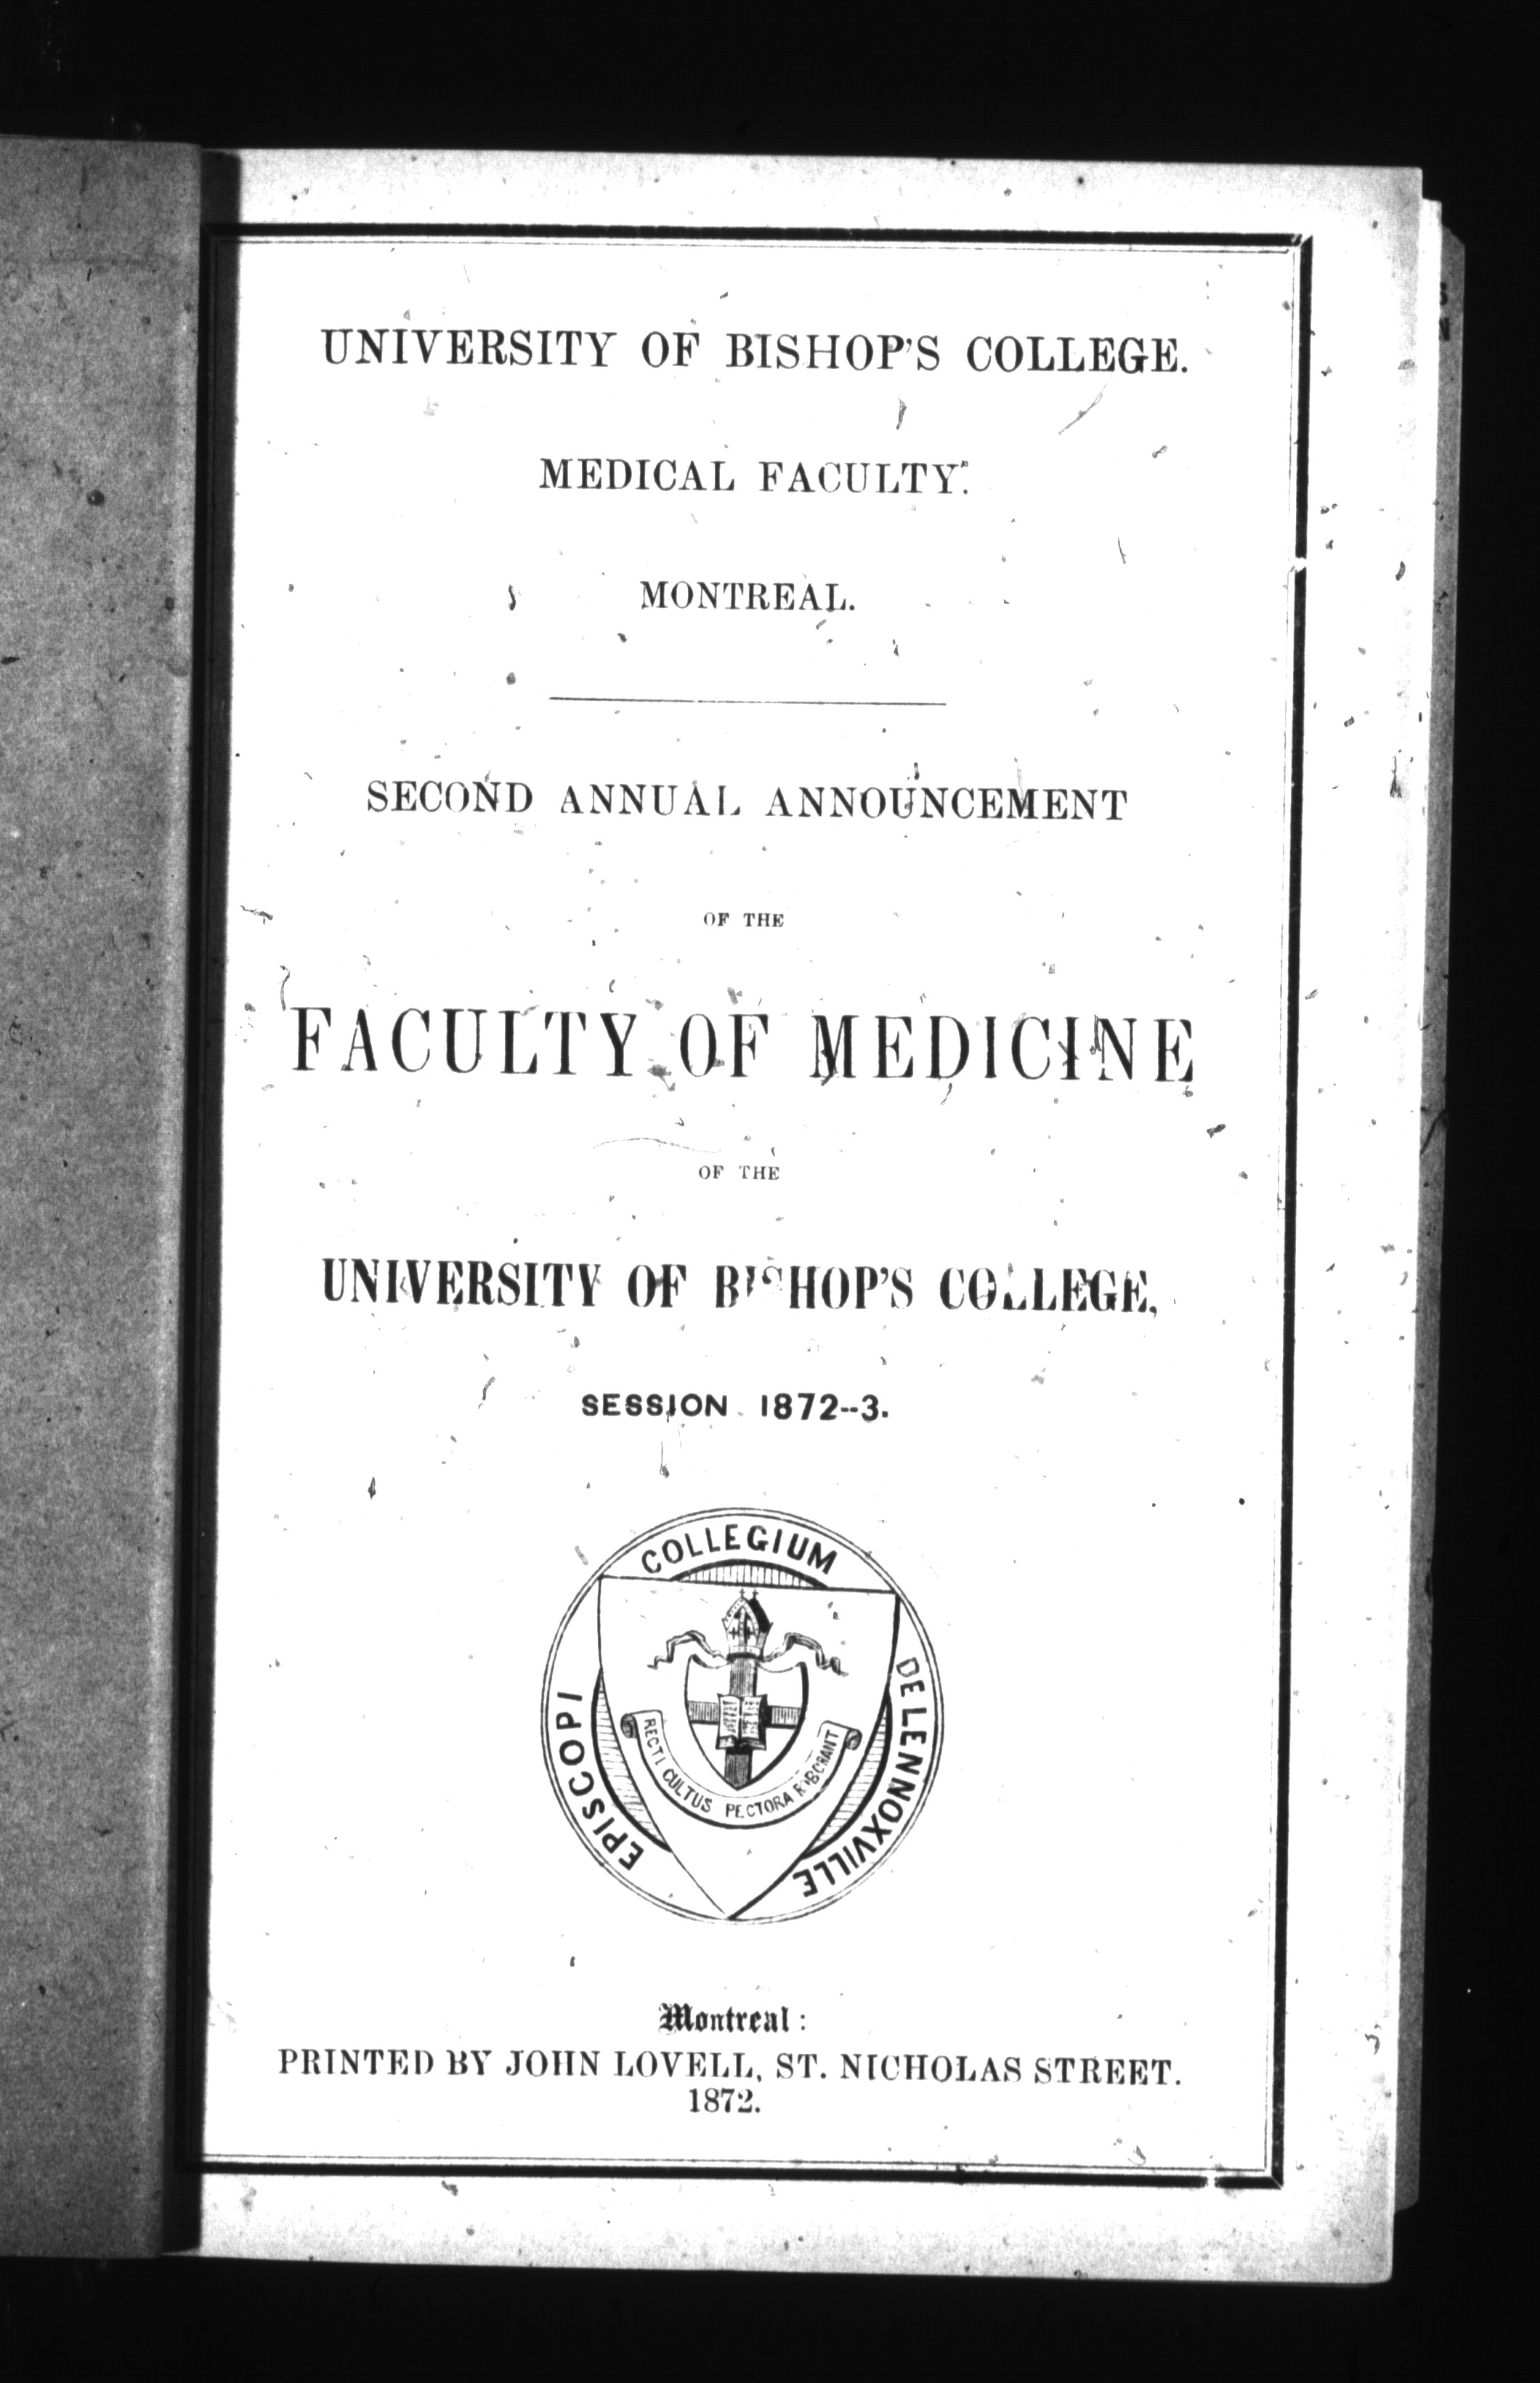 UNIVERSITY OF BISHOP'S COLLEGE.
MEDICAL FACULTY.
MONTREAL.
SECOND ANNUAL ANNOUNCEMENT
OF THE
FACULTY OF MEDICINE
OF THE
UNIVERSITY OF BISHOP'S COLLEGE,
SESSION 1872--3.
COLLEGIUM
EPISCOPI
DE LENNOXVILLE
RECTI CULTUS PECTORA ROBORANT
Montreal:
PRINTED BY JOHN LOVELL, ST. NICHOLAS STREET.
1872.